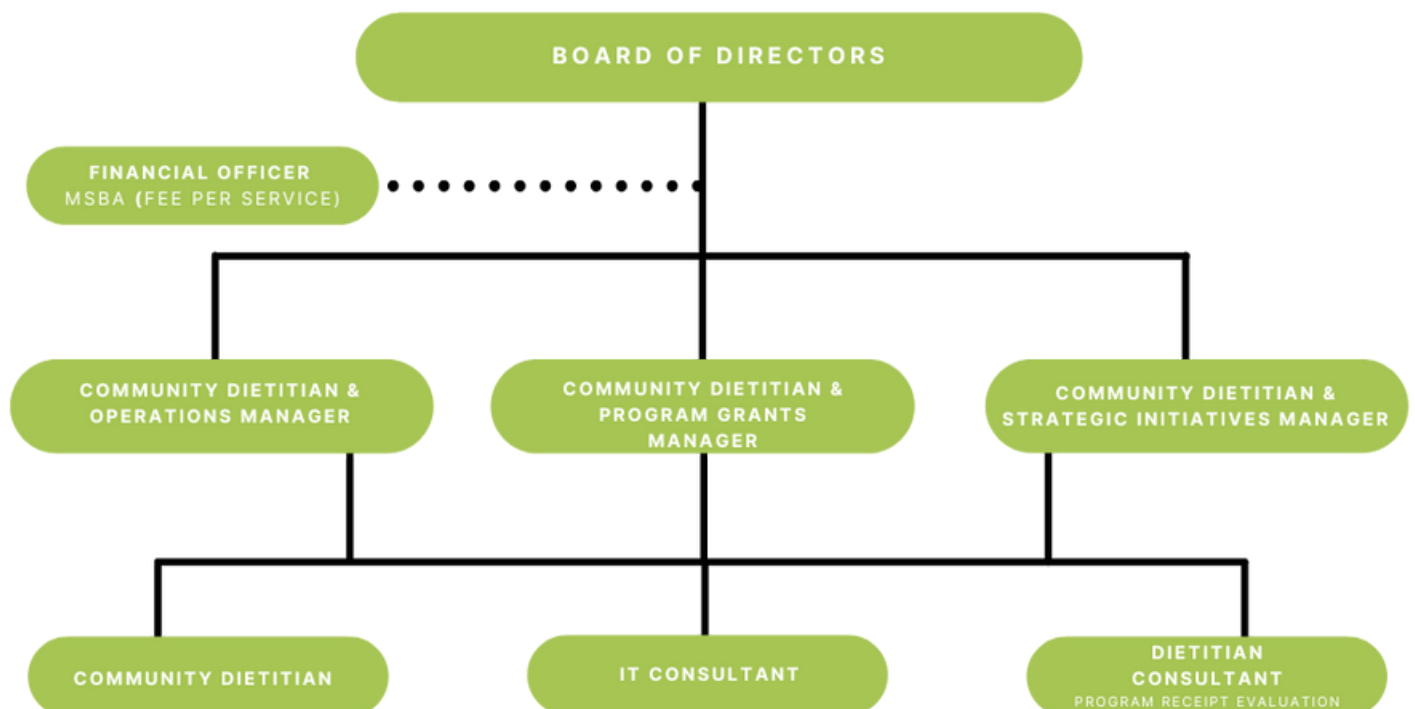 BOARD OF DIRECTORS
FINANCIAL OFFICER
MSBA (FEE PER SERVICE)
COMMUNITY DIETITIAN &
OPERATIONS MANAGER
COMMUNITY DIETITIAN &
PROGRAM GRANTS
MANAGER
COMMUNITY DIETITIAN &
STRATEGIC INITIATIVES MANAGER
COMMUNITY DIETITIAN
IT CONSULTANT
DIETITIAN
CONSULTANT
PROGRAM RECEIPT EVALUATION